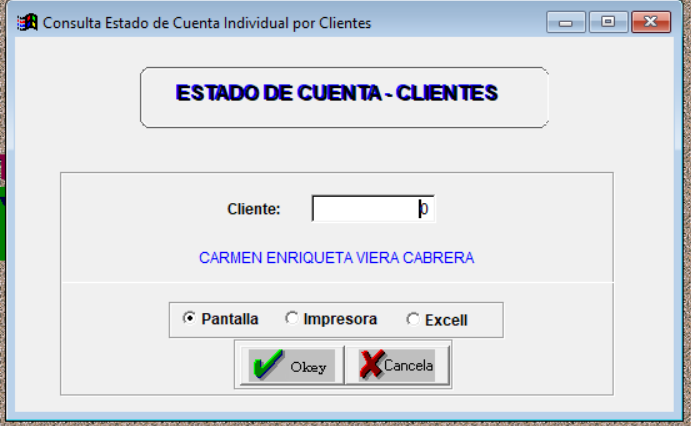 Consulta Estado de Cuenta Individual por Clientes
ESTADO DE CUENTA - CLIENTES
Cliente: 0
CARMEN ENRIQUETA VIERA CABRERA
Pantalla Impresora Excell
Okey Cancela